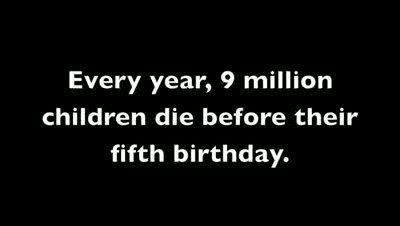 Every year, 9 million
children die before their
fifth birthday.